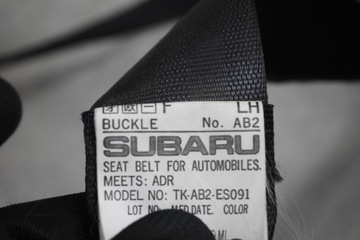 F LH
BUCKLE No. AB2
SUBARU
SEAT BELT FOR AUTOMOBILES.
MEETS: ADR
MODEL NO: TK-AB2-ES091
LOT NO. MFD.DATE. COLOR